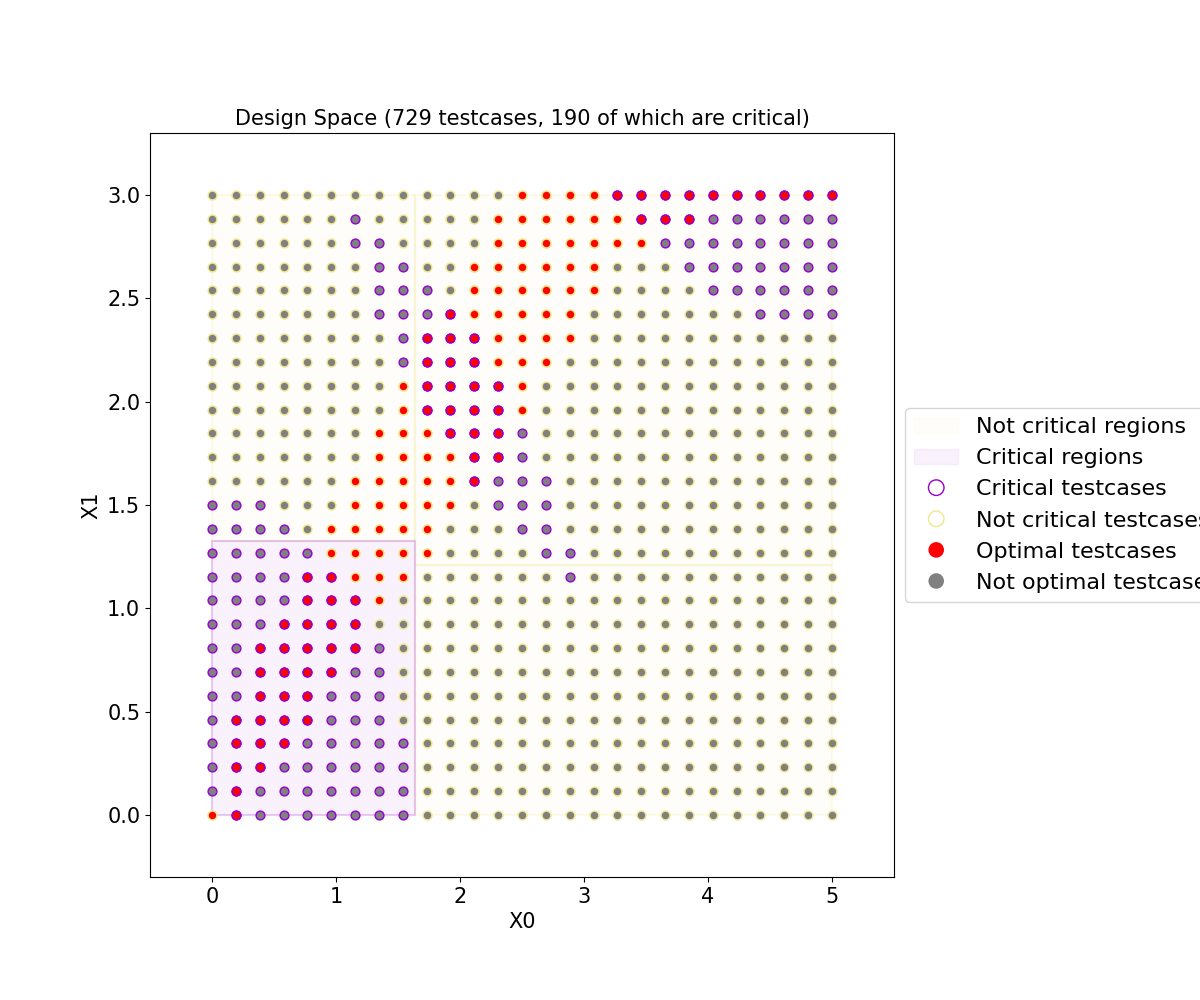 Design Space (729 testcases, 190 of which are critical)
3.0
2.5
2.0
1.5
1.0
0.5
0.0
X1
0
1
2
3
4
5
X0
Not critical regions
Critical regions
Critical testcases
Not critical testcases
Optimal testcases
Not optimal testcase